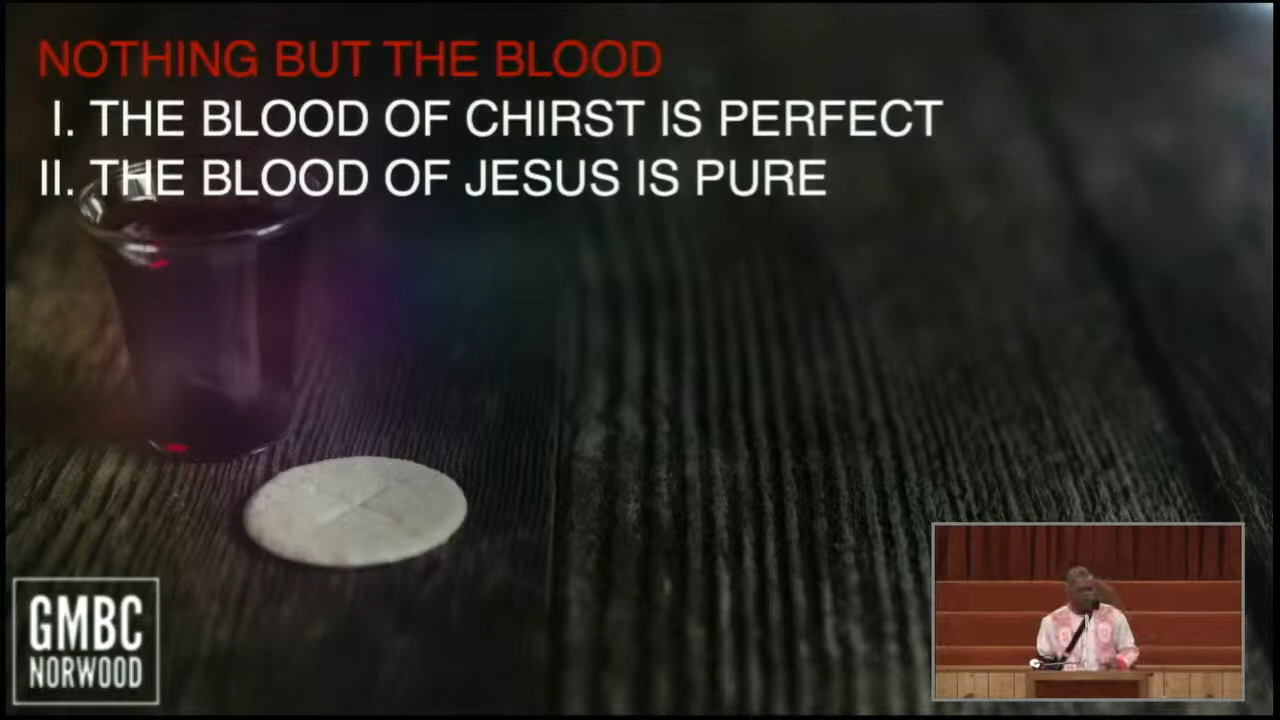 NOTHING BUT THE BLOOD
I. THE BLOOD OF CHIRST IS PERFECT
II. THE BLOOD OF JESUS IS PURE
GMBC
NORWOOD